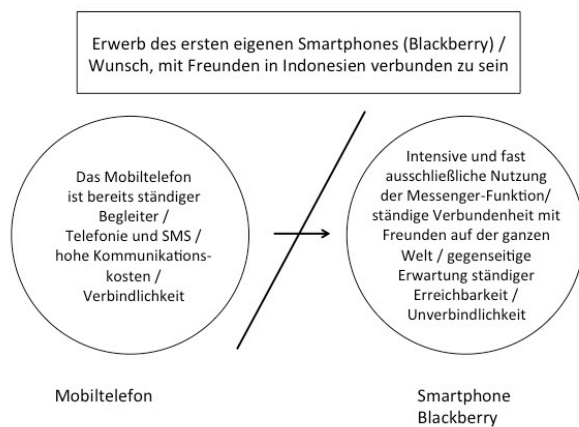 Erwerb des ersten eigenen Smartphones (Blackberry) /
Wunsch, mit Freunden in Indonesien verbunden zu sein
Das Mobiltelefon
ist bereits ständiger
Begleiter /
Telefonie und SMS /
hohe Kommunikations-
kosten /
Verbindlichkeit
Intensive und fast
ausschließliche Nutzung
der Messenger-Funktion/
ständige Verbundenheit mit
Freunden auf der ganzen
Welt / gegenseitige
Erwartung ständiger
Erreichbarkeit /
Unverbindlichkeit
Mobiltelefon
Smartphone
Blackberry